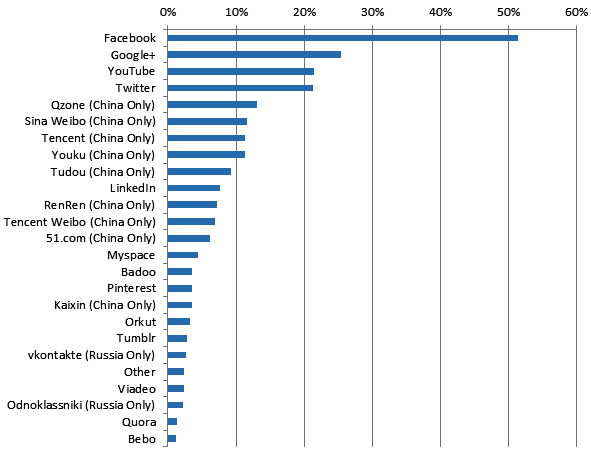 0% 10% 20% 30% 40% 50% 60%
Facebook
Google+
YouTube
Twitter
Qzone (China Only)
Sina Weibo (China Only)
Tencent (China Only)
Youku (China Only)
Tudou (China Only)
LinkedIn
RenRen (China Only)
Tencent Weibo (China Only)
51.com (China Only)
Myspace
Badoo
Pinterest
Kaixin (China Only)
Orkut
Tumblr
vkontakte (Russia Only)
Other
Viadeo
Odnoklassniki (Russia Only)
Quora
Bebo